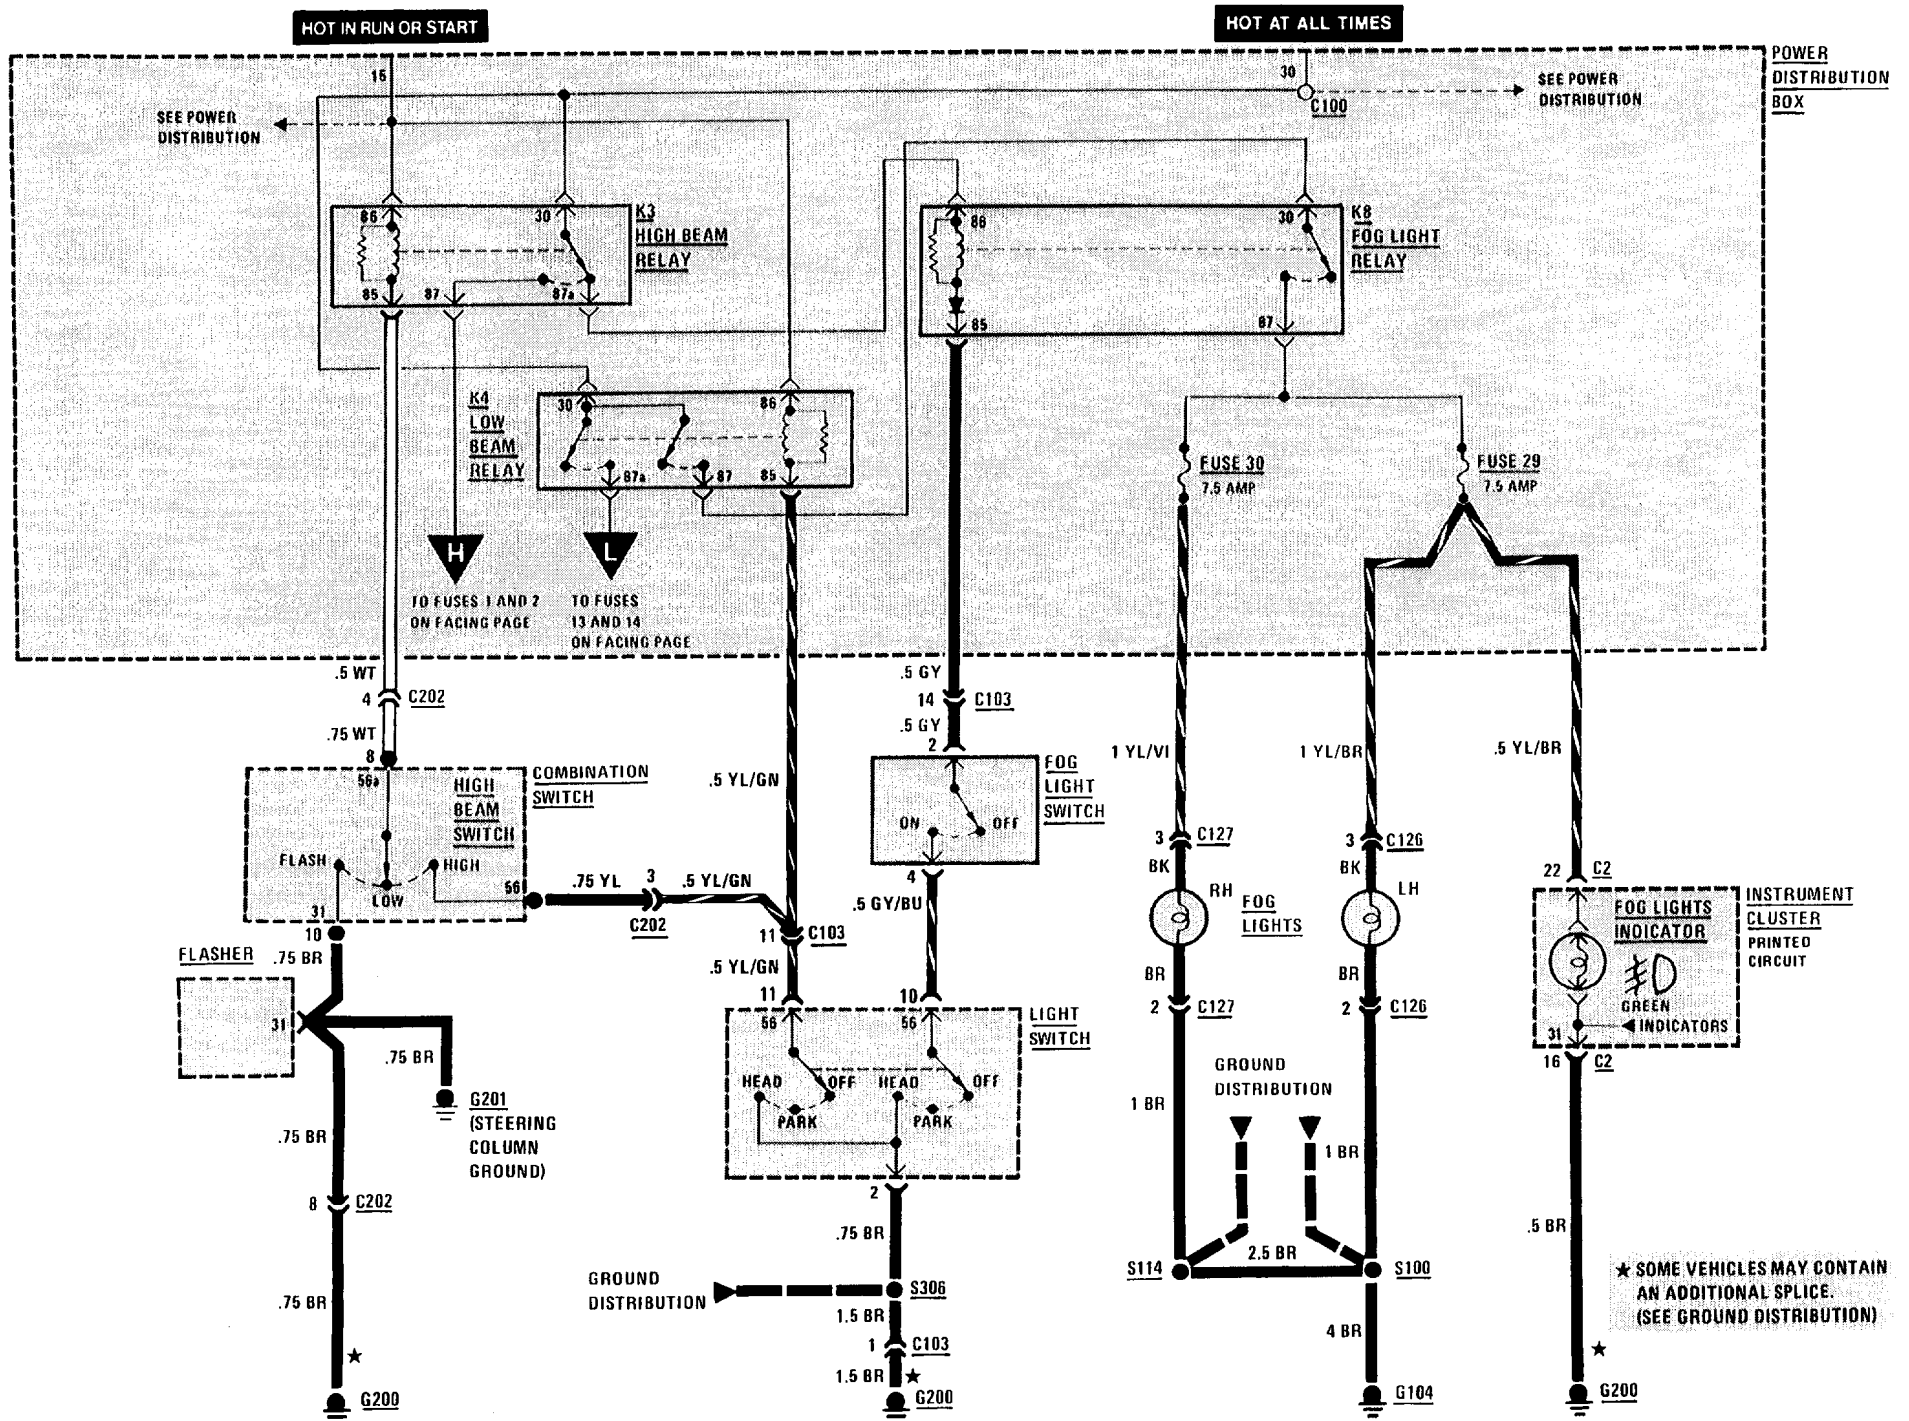 HOT IN RUN OR START
HOT AT ALL TIMES
POWER
DISTRIBUTION
BOX
15
30
C100
SEE POWER
DISTRIBUTION
SEE POWER
DISTRIBUTION
86
30
K3
HIGH BEAM
RELAY
85
87
87a
86
30
K8
FOG LIGHT
RELAY
85
87
K4
LOW
BEAM
RELAY
30
86
87a
87
85
FUSE 30
7.5 AMP
FUSE 29
7.5 AMP
H
L
TO FUSES 1 AND 2
ON FACING PAGE
TO FUSES
13 AND 14
ON FACING PAGE
.5 WT
4
C202
.75 WT
8
56a
HIGH
BEAM
SWITCH
COMBINATION
SWITCH
FLASH
HIGH
LOW
56
31
10
.75 BR
.75 YL
3
C202
.5 YL/GN
.5 YL/GN
11
C103
.5 YL/GN
11
.5 GY
14
C103
.5 GY
2
FOG
LIGHT
SWITCH
ON
OFF
4
.5 GY/BU
10
56
56
LIGHT
SWITCH
HEAD
OFF
HEAD
OFF
PARK
PARK
2
.75 BR
GROUND
DISTRIBUTION
S306
1.5 BR
1
C103
1.5 BR
★
G200
FLASHER
31
.75 BR
G201
(STEERING
COLUMN
GROUND)
.75 BR
8
C202
.75 BR
★
G200
1 YL/VI
3
C127
BK
RH
FOG
LIGHTS
BR
2
C127
1 BR
S114
1 YL/BR
3
C126
BK
LH
BR
2
C126
GROUND
DISTRIBUTION
1 BR
2.5 BR
S100
4 BR
G104
.5 YL/BR
22
C2
FOG LIGHTS
INDICATOR
GREEN
INDICATORS
31
INSTRUMENT
CLUSTER
PRINTED
CIRCUIT
16
C2
.5 BR
★
G200
★ SOME VEHICLES MAY CONTAIN
AN ADDITIONAL SPLICE.
(SEE GROUND DISTRIBUTION)